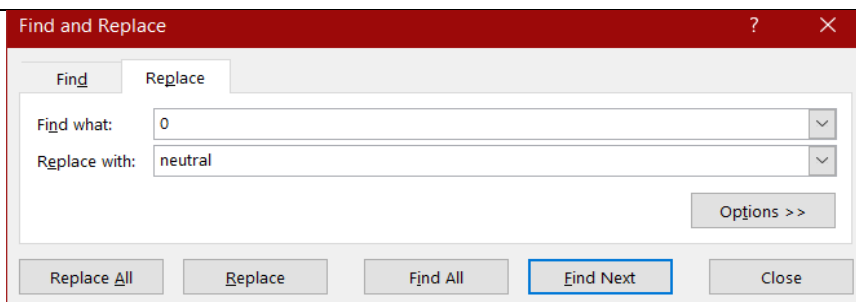 Find and Replace ? ×
Find Replace
Find what: 0
Replace with: neutral
Options >>
Replace All Replace Find All Find Next Close